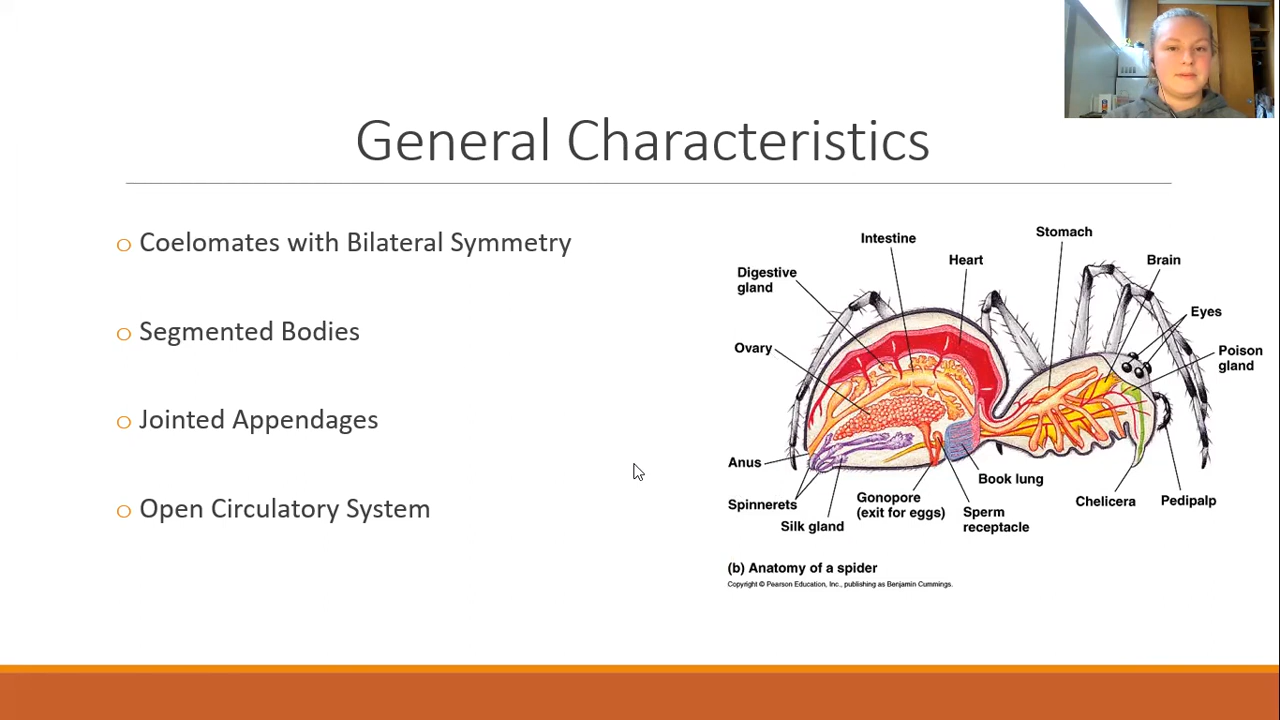 General Characteristics
o Coelomates with Bilateral Symmetry
o Segmented Bodies
o Jointed Appendages
o Open Circulatory System
Stomach
Intestine
Heart
Brain
Digestive
gland
Eyes
Ovary
Poison
gland
Anus
Book lung
Spinnerets
Gonopore
(exit for eggs)
Chelicera
Pedipalp
Silk gland
Sperm
receptacle
(b) Anatomy of a spider
Copyright © Pearson Education, Inc., publishing as Benjamin Cummings.